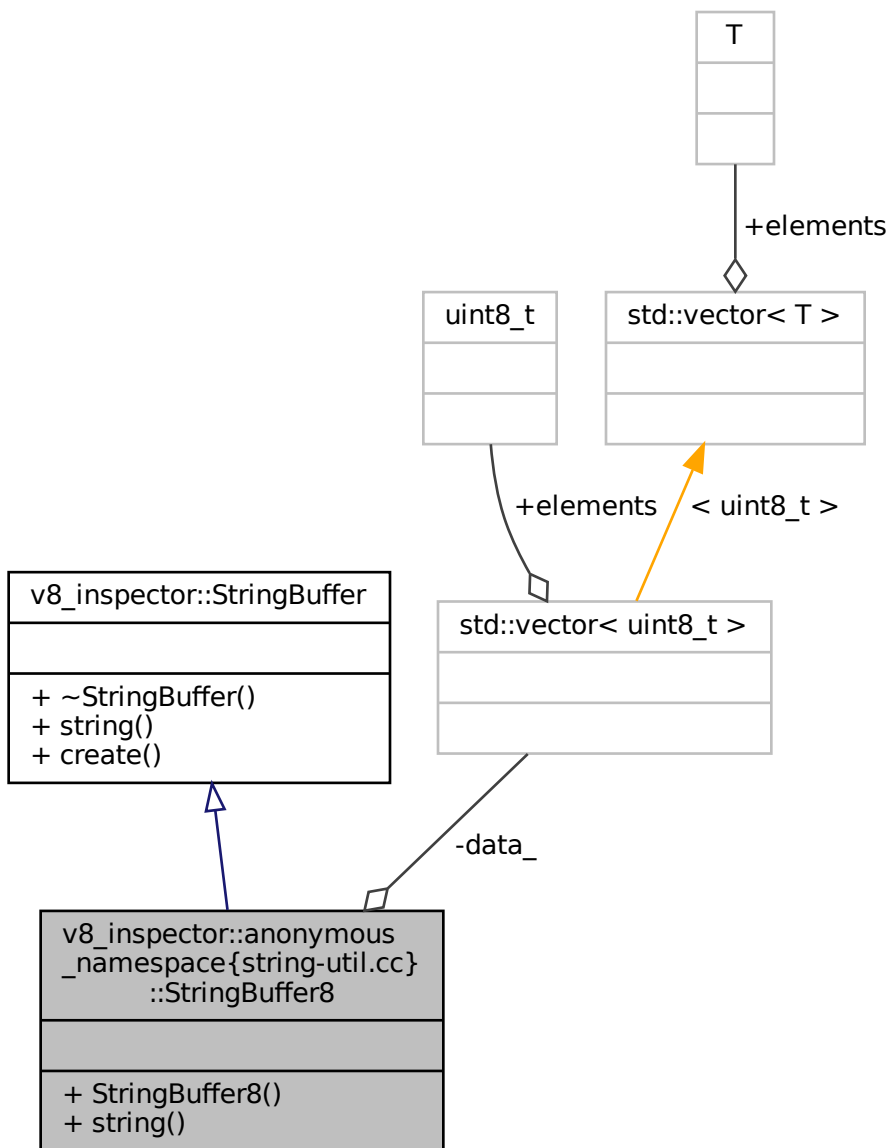 T
+elements
uint8_t
std::vector< T >
+elements
< uint8_t >
v8_inspector::StringBuffer
+ ~StringBuffer()
+ string()
+ create()
std::vector< uint8_t >
-data_
v8_inspector::anonymous
_namespace{string-util.cc}
::StringBuffer8
+ StringBuffer8()
+ string()